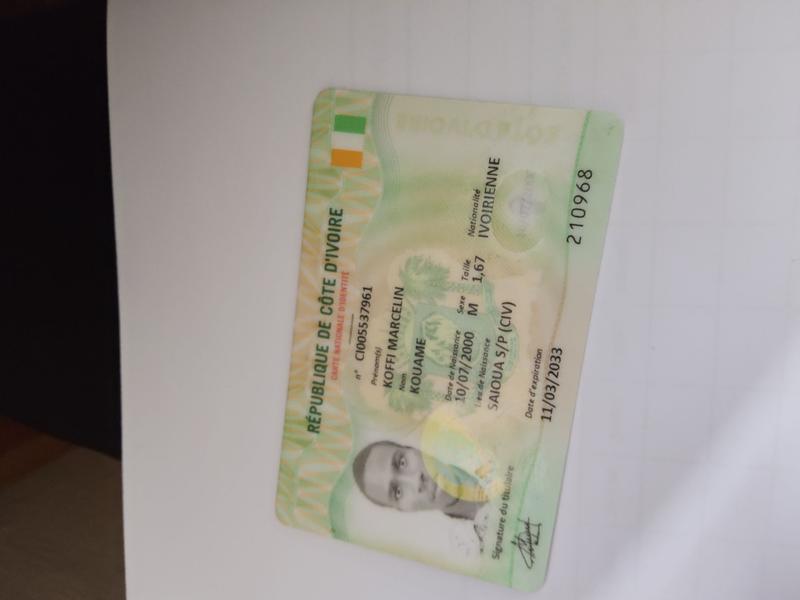 RÉPUBLIQUE DE CÔTE D'IVOIRE
CARTE NATIONALE D'IDENTITÉ
n° CI005537961
Prénom(s)
KOFFI MARCELIN
Nom
KOUAME
Date de Naissance Sexe Taille Nationalité
10/07/2000 M 1,67 IVOIRIENNE
Lieu de Naissance
SAIOUA S/P (CIV)
Date d'expiration
11/03/2033
Signature du titulaire
210968
CÔTE D'IVOIRE